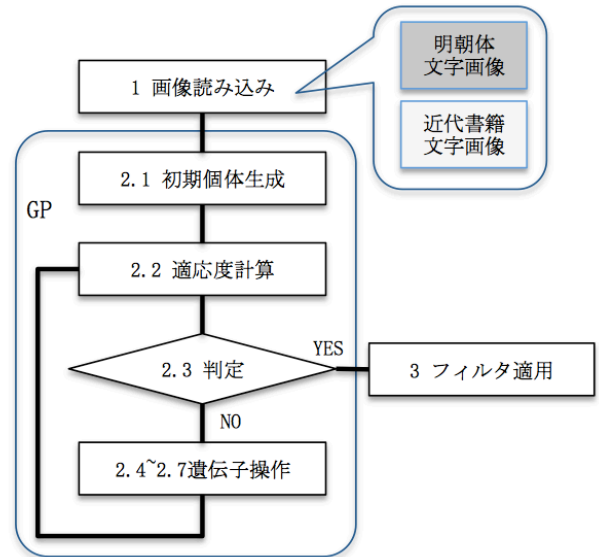 明朝体
文字画像
1 画像読み込み
近代書籍
文字画像
2.1 初期個体生成
GP
2.2 適応度計算
YES
2.3 判定
3 フィルタ適用
NO
2.4~2.7遺伝子操作